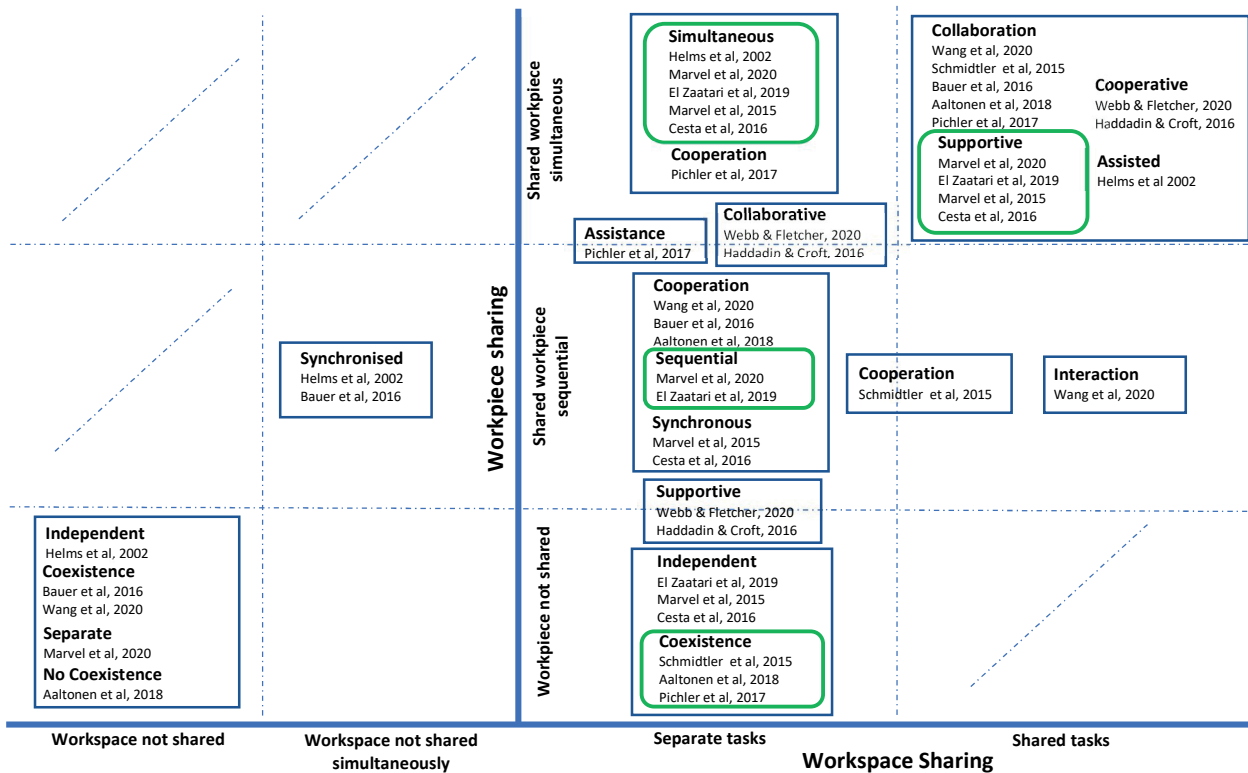 Workpiece sharing
Shared workpiece
simultaneous
Simultaneous
Helms et al, 2002
Marvel et al, 2020
El Zaatari et al, 2019
Marvel et al, 2015
Cesta et al, 2016
Cooperation
Pichler et al, 2017
Collaboration
Wang et al, 2020
Schmidtler et al, 2015
Bauer et al, 2016
Aaltonen et al, 2018
Pichler et al, 2017
Supportive
Marvel et al, 2020
El Zaatari et al, 2019
Marvel et al, 2015
Cesta et al, 2016
Cooperative
Webb & Fletcher, 2020
Haddadin & Croft, 2016
Assisted
Helms et al 2002
Assistance
Pichler et al, 2017
Collaborative
Webb & Fletcher, 2020
Haddadin & Croft, 2016
Synchronised
Helms et al, 2002
Bauer et al, 2016
Shared workpiece
sequential
Cooperation
Wang et al, 2020
Bauer et al, 2016
Aaltonen et al, 2018
Sequential
Marvel et al, 2020
El Zaatari et al, 2019
Synchronous
Marvel et al, 2015
Cesta et al, 2016
Cooperation
Schmidtler et al, 2015
Interaction
Wang et al, 2020
Supportive
Webb & Fletcher, 2020
Haddadin & Croft, 2016
Independent
Helms et al, 2002
Coexistence
Bauer et al, 2016
Wang et al, 2020
Separate
Marvel et al, 2020
No Coexistence
Aaltonen et al, 2018
Workpiece not shared
Independent
El Zaatari et al, 2019
Marvel et al, 2015
Cesta et al, 2016
Coexistence
Schmidtler et al, 2015
Aaltonen et al, 2018
Pichler et al, 2017
Workspace not shared
Workspace not shared
simultaneously
Separate tasks
Shared tasks
Workspace Sharing